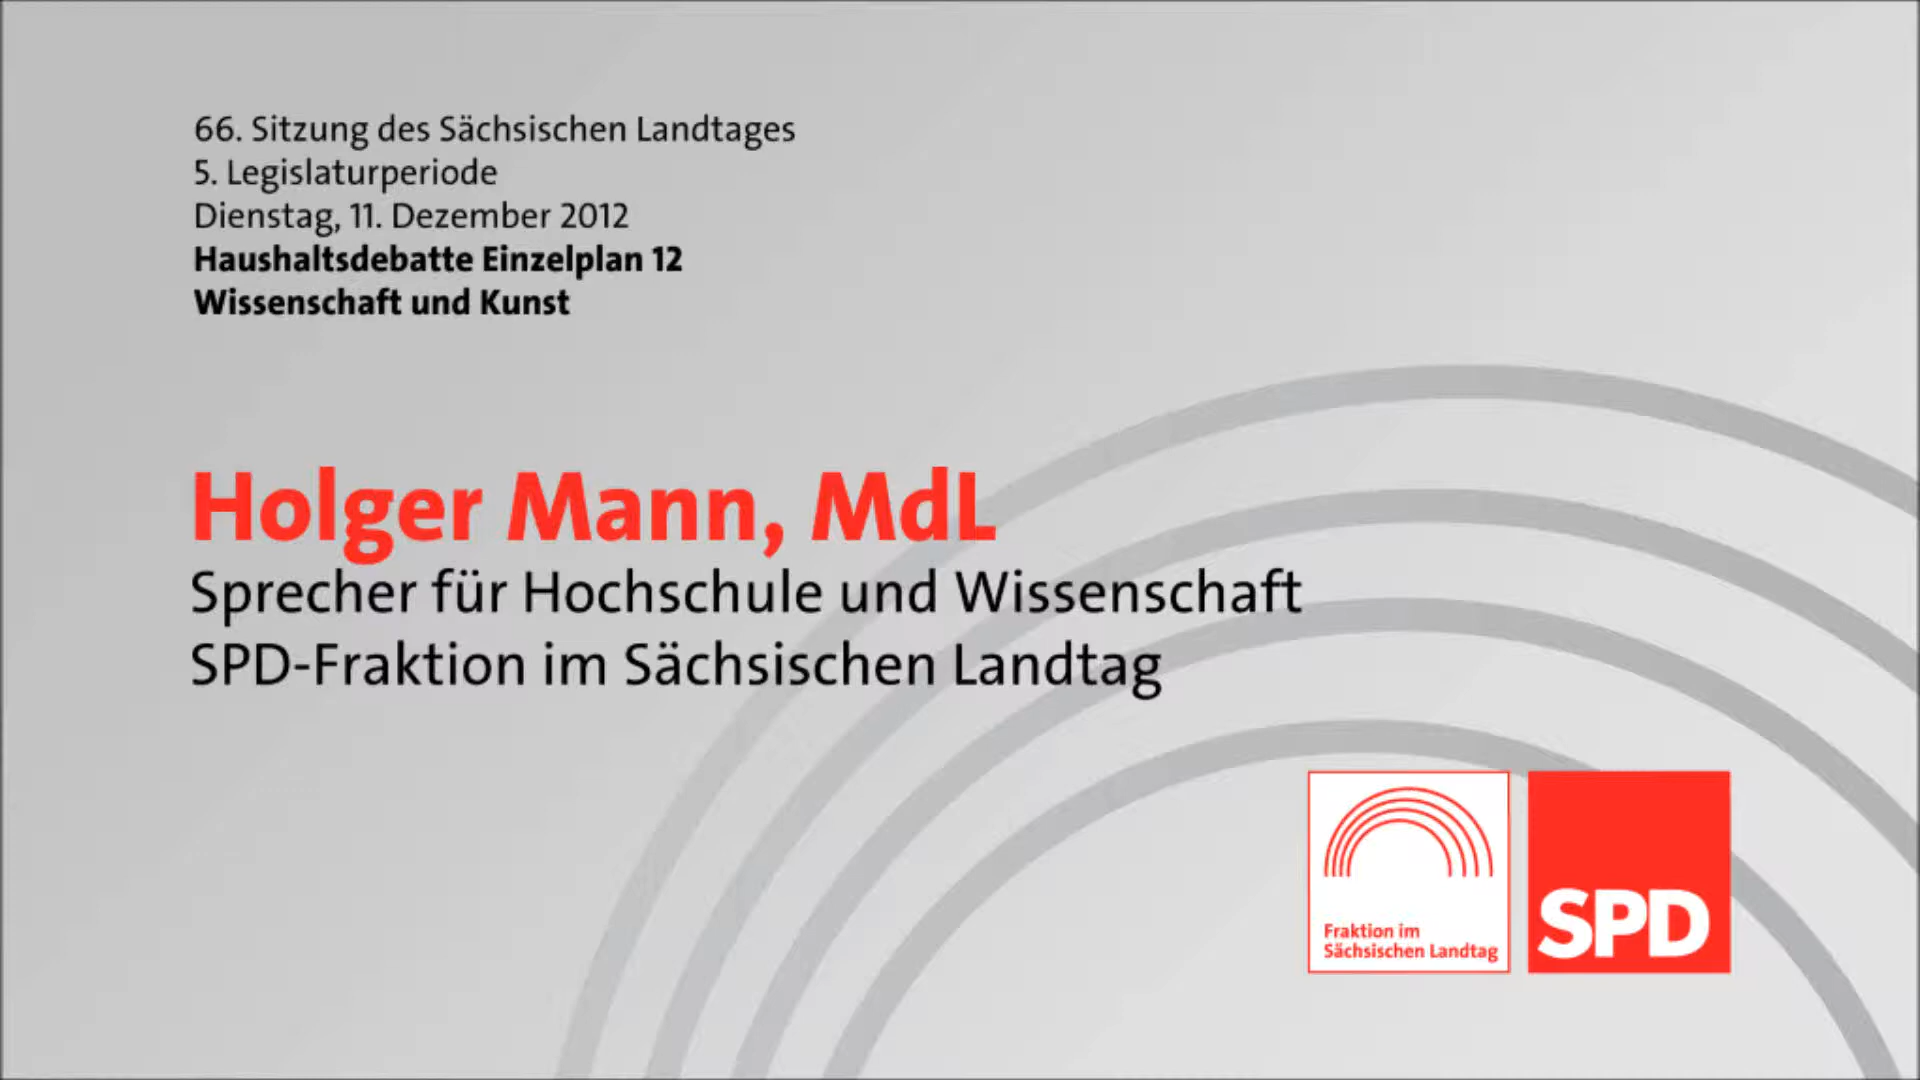 66. Sitzung des Sächsischen Landtages
5. Legislaturperiode
Dienstag, 11. Dezember 2012
Haushaltsdebatte Einzelplan 12
Wissenschaft und Kunst
Holger Mann, MdL
Sprecher für Hochschule und Wissenschaft
SPD-Fraktion im Sächsischen Landtag
Fraktion im
Sächsischen Landtag
SPD